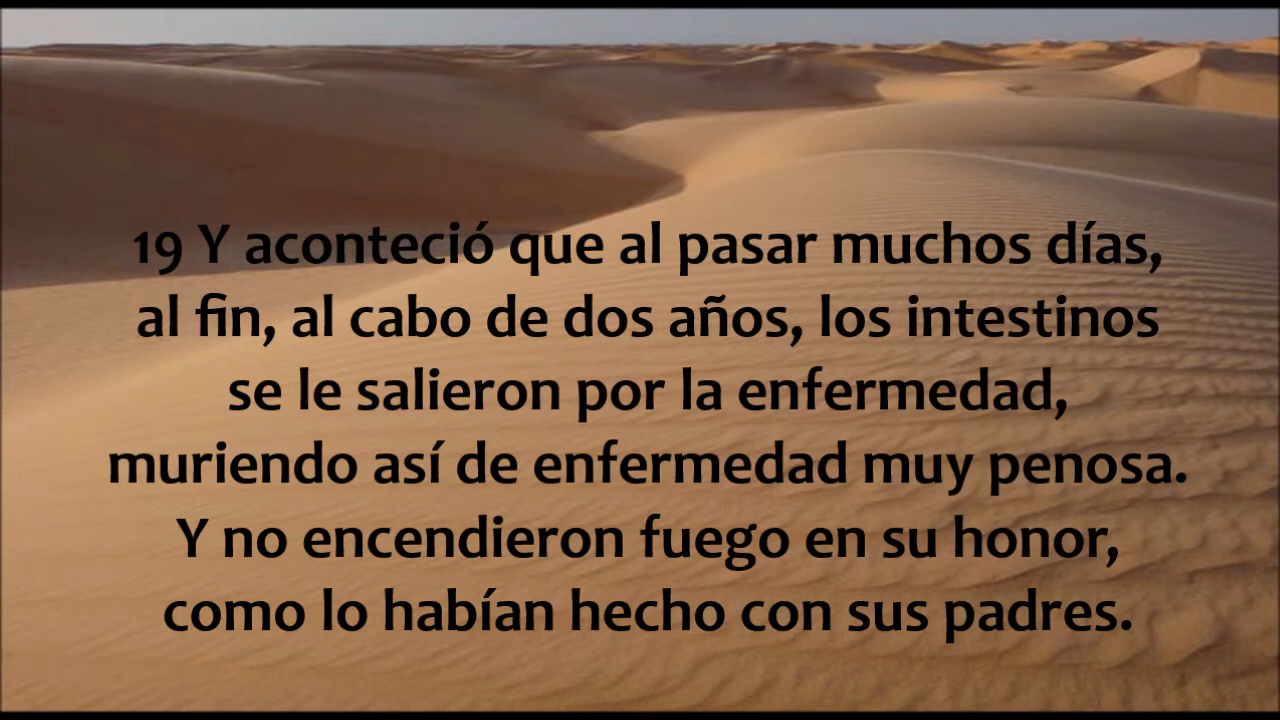 19 Y aconteció que al pasar muchos días,
al fin, al cabo de dos años, los intestinos
se le salieron por la enfermedad,
muriendo así de enfermedad muy penosa.
Y no encendieron fuego en su honor,
como lo habían hecho con sus padres.